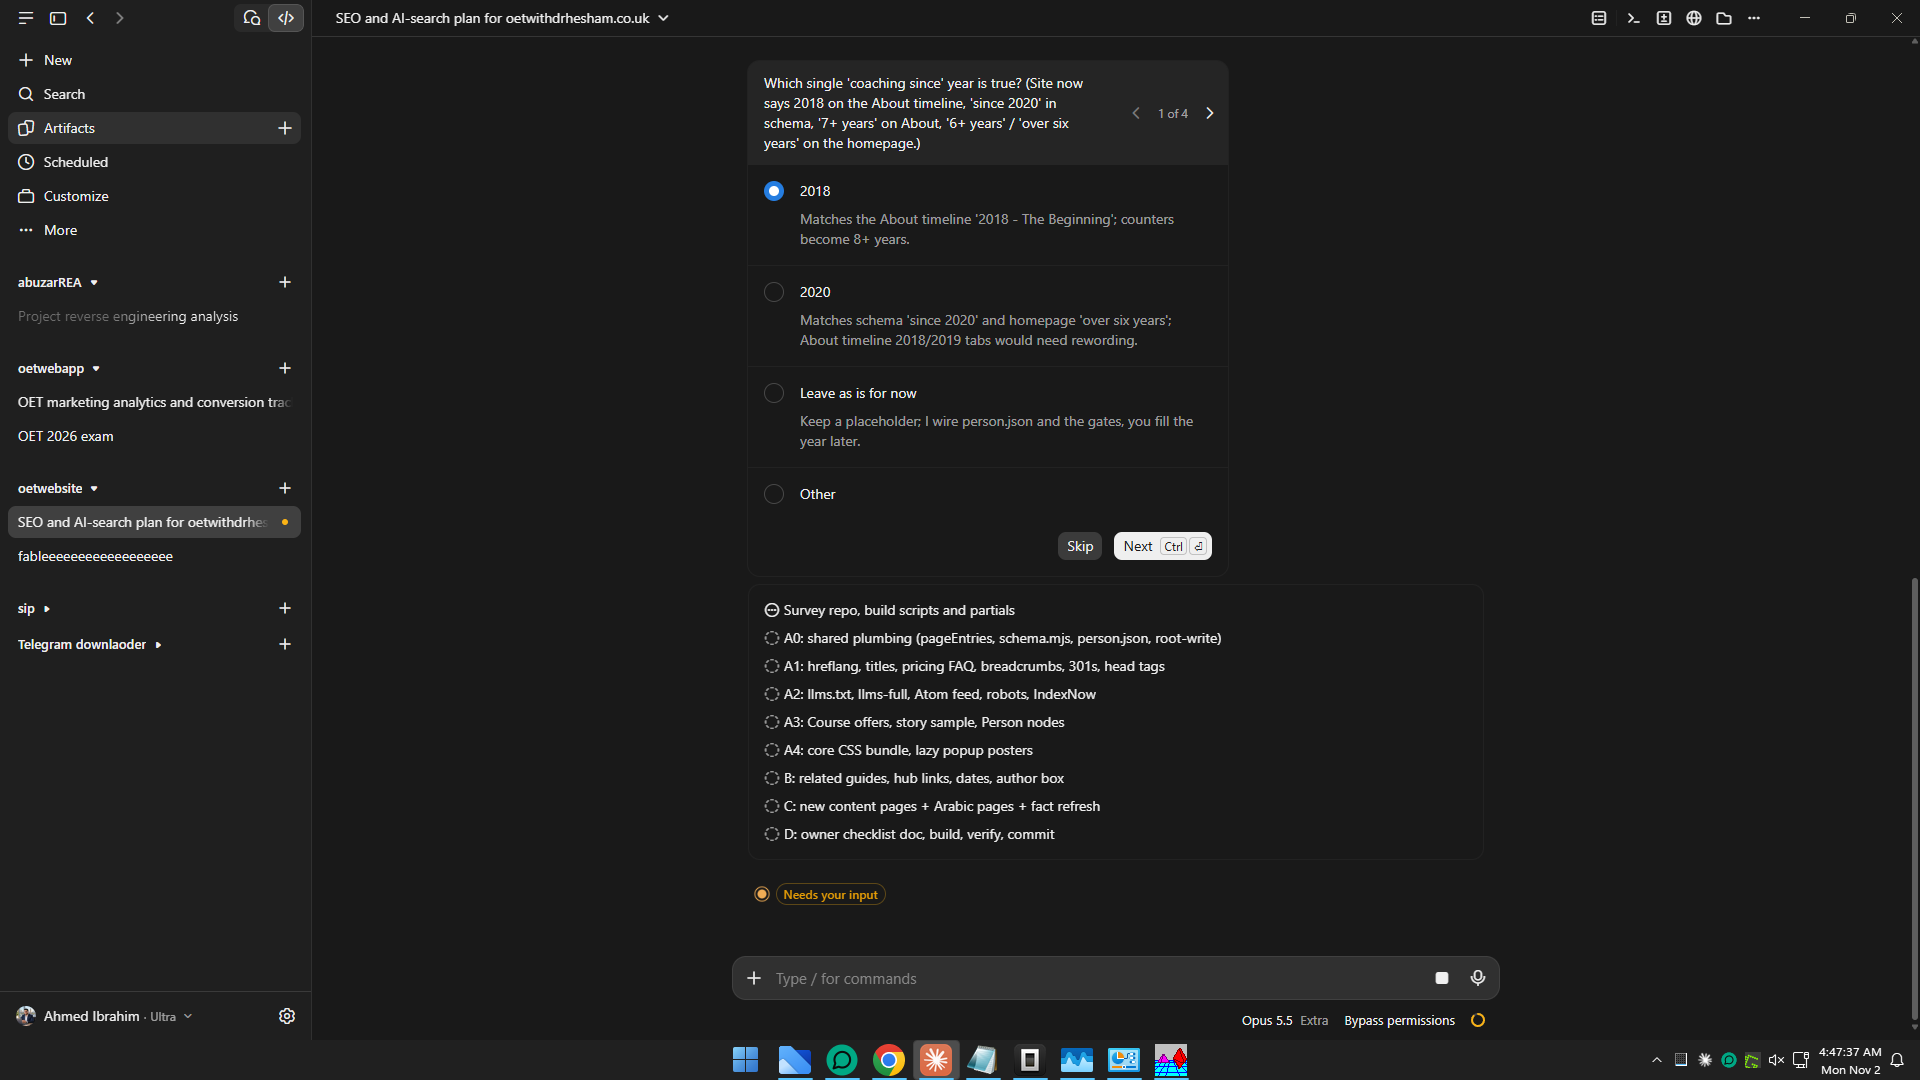 SEO and AI-search plan for oetwithdrhesham.co.uk
New
Search
Artifacts
Scheduled
Customize
More
abuzarREA
Project reverse engineering analysis
oetwebapp
OET marketing analytics and conversion trac
OET 2026 exam
oetwebsite
SEO and AI-search plan for oetwithdrhes
fableeeeeeeeeeeeeeeeee
sip
Telegram downlaoder
Ahmed Ibrahim · Ultra
Which single 'coaching since' year is true? (Site now
says 2018 on the About timeline, 'since 2020' in
schema, '7+ years' on About, '6+ years' / 'over six
years' on the homepage.)
1 of 4
2018
Matches the About timeline '2018 - The Beginning'; counters
become 8+ years.
2020
Matches schema 'since 2020' and homepage 'over six years';
About timeline 2018/2019 tabs would need rewording.
Leave as is for now
Keep a placeholder; I wire person.json and the gates, you fill the
year later.
Other
Skip
Next Ctrl
Survey repo, build scripts and partials
A0: shared plumbing (pageEntries, schema.mjs, person.json, root-write)
A1: hreflang, titles, pricing FAQ, breadcrumbs, 301s, head tags
A2: llms.txt, llms-full, Atom feed, robots, IndexNow
A3: Course offers, story sample, Person nodes
A4: core CSS bundle, lazy popup posters
B: related guides, hub links, dates, author box
C: new content pages + Arabic pages + fact refresh
D: owner checklist doc, build, verify, commit
Needs your input
Type / for commands
Opus 5.5 Extra Bypass permissions
4:47:37 AM
Mon Nov 2